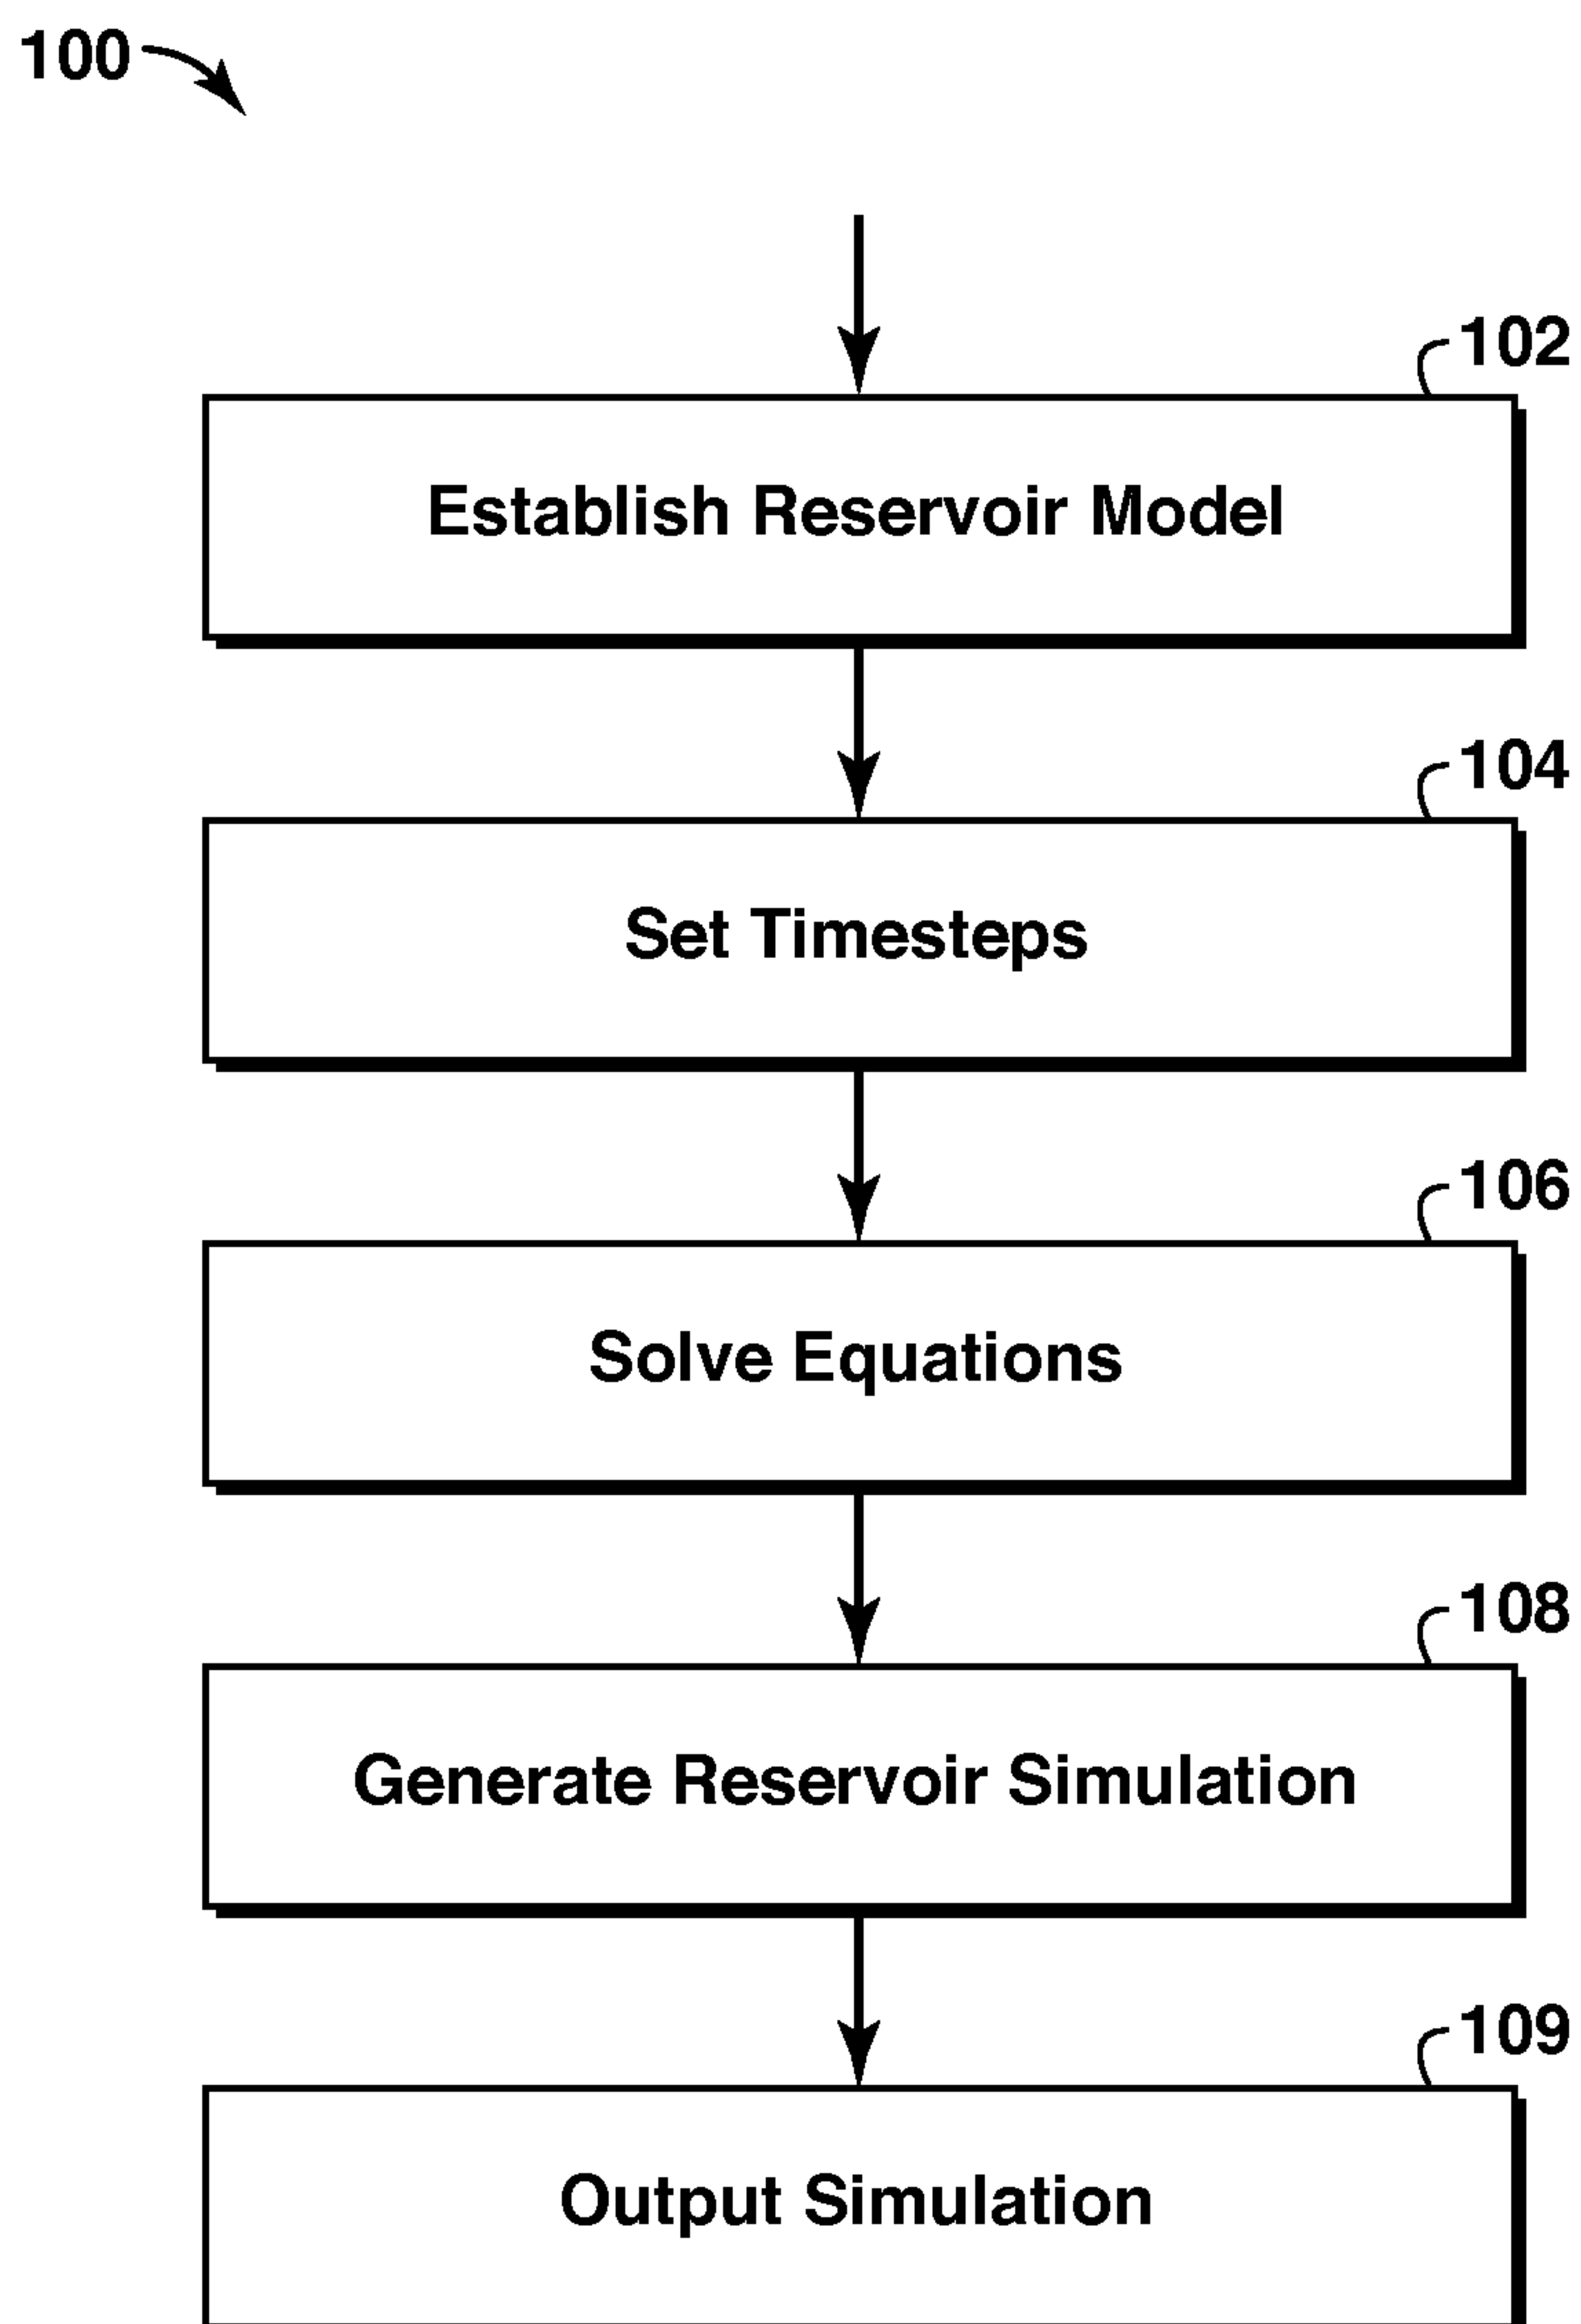 100
102
Establish Reservoir Model
104
Set Timesteps
106
Solve Equations
108
Generate Reservoir Simulation
109
Output Simulation